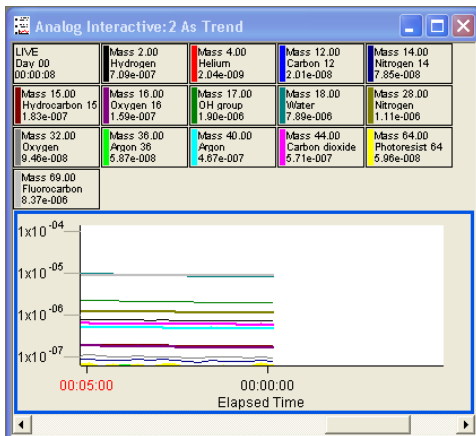 Analog Interactive:2 As Trend
LIVE
Day 00
00:00:08
Mass 2.00
Hydrogen
7.09e-007
Mass 4.00
Helium
2.04e-009
Mass 12.00
Carbon 12
2.01e-008
Mass 14.00
Nitrogen 14
7.85e-008
Mass 15.00
Hydrocarbon 15
1.83e-007
Mass 16.00
Oxygen 16
1.59e-007
Mass 17.00
OH group
1.90e-006
Mass 18.00
Water
7.89e-006
Mass 28.00
Nitrogen
1.11e-006
Mass 32.00
Oxygen
9.46e-008
Mass 36.00
Argon 36
5.87e-008
Mass 40.00
Argon
4.67e-007
Mass 44.00
Carbon dioxide
5.71e-007
Mass 64.00
Photoresist 64
5.96e-008
Mass 69.00
Fluorocarbon
8.37e-006
1x10 -04
1x10 -05
1x10 -06
1x10 -07
00:05:00
00:00:00
Elapsed Time